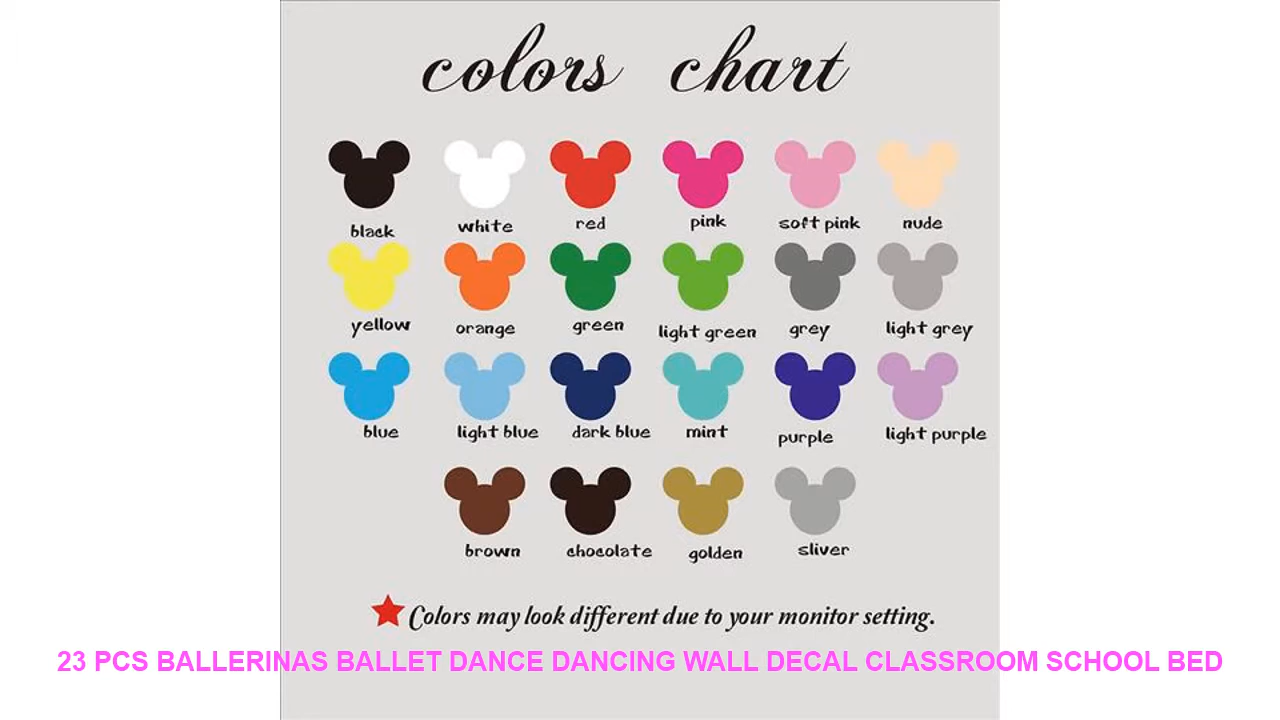 colors chart
black white red pink soft pink nude
yellow orange green light green grey light grey
blue light blue dark blue mint purple light purple
brown chocolate golden sliver
Colors may look different due to your monitor setting.
23 PCS BALLERINAS BALLET DANCE DANCING WALL DECAL CLASSROOM SCHOOL BED